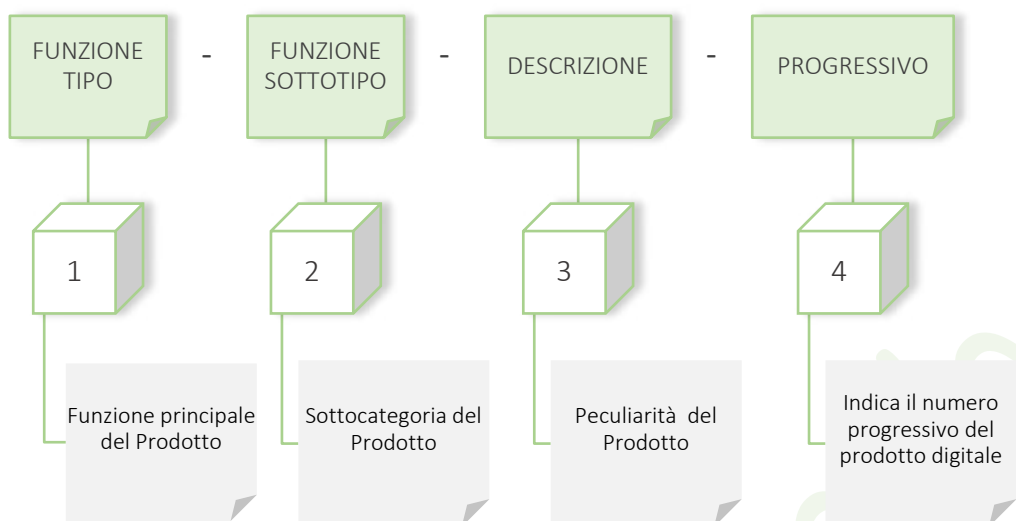 FUNZIONE
TIPO
-
FUNZIONE
SOTTOTIPO
-
DESCRIZIONE
-
PROGRESSIVO
1
2
3
4
Funzione principale
del Prodotto
Sottocategoria del
Prodotto
Peculiarità del
Prodotto
Indica il numero
progressivo del
prodotto digitale